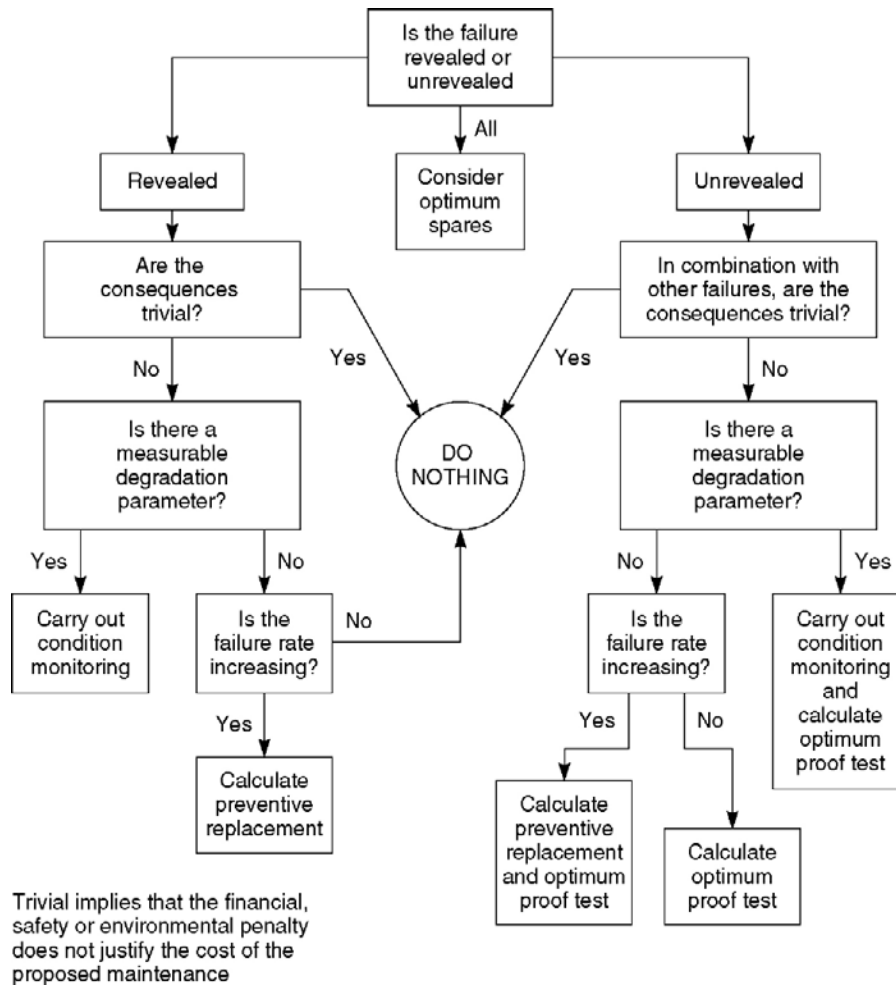 Is the failure
revealed or
unrevealed
All
Revealed
Consider
optimum
spares
Unrevealed
Are the
consequences
trivial?
In combination with
other failures, are the
consequences trivial?
Yes
Yes
No
No
Is there a
measurable
degradation
parameter?
DO
NOTHING
Is there a
measurable
degradation
parameter?
Yes
No
No
Yes
Carry out
condition
monitoring
Is the
failure rate
increasing?
No
Is the
failure rate
increasing?
Carry out
condition
monitoring
and
calculate
optimum
proof test
Yes
Yes
No
Calculate
preventive
replacement
Calculate
preventive
replacement
and optimum
proof test
Calculate
optimum
proof test
Trivial implies that the financial,
safety or environmental penalty
does not justify the cost of the
proposed maintenance